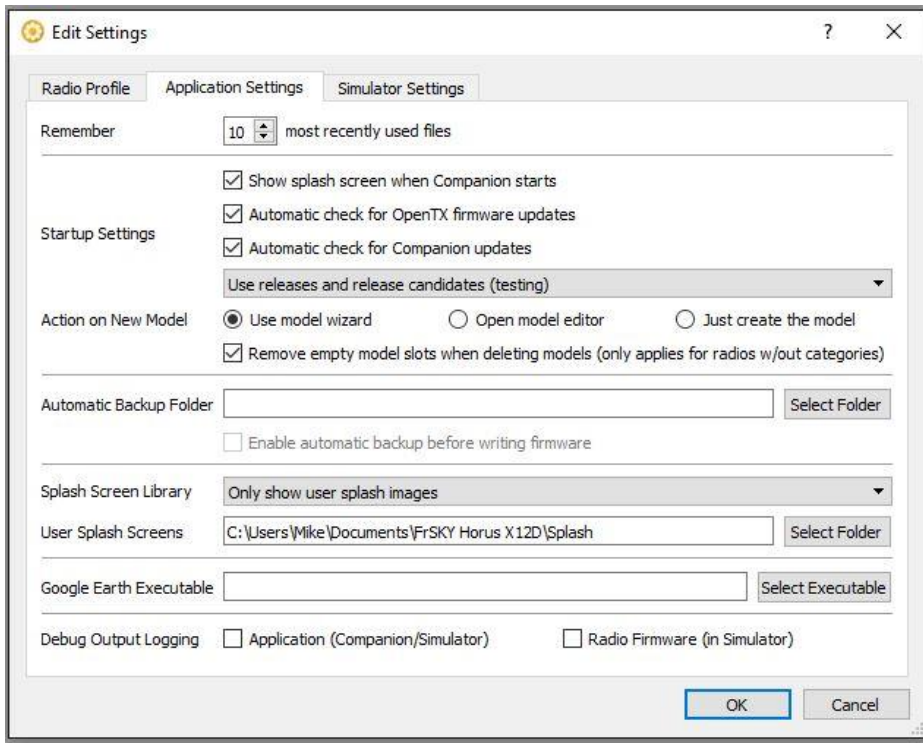 Edit Settings ?
Radio Profile Application Settings Simulator Settings
Remember 10 most recently used files
Show splash screen when Companion starts
Automatic check for OpenTX firmware updates
Startup Settings
Automatic check for Companion updates
Use releases and release candidates (testing)
Action on New Model Use model wizard Open model editor Just create the model
Remove empty model slots when deleting models (only applies for radios w/out categories)
Automatic Backup Folder Select Folder
Enable automatic backup before writing firmware
Splash Screen Library Only show user splash images
User Splash Screens C:\Users\Mike\Documents\FrSKY Horus X12D\Splash Select Folder
Google Earth Executable Select Executable
Debug Output Logging Application (Companion/Simulator) Radio Firmware (in Simulator)
OK Cancel